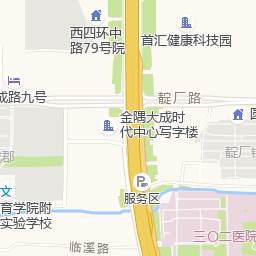 西四环中
路79号院
首汇健康科技园
成路九号
靛厂路
金隅大成时
代中心写字楼
靛厂
成郡
服务区
育学院附
实验学校
三〇二医院
临溪路